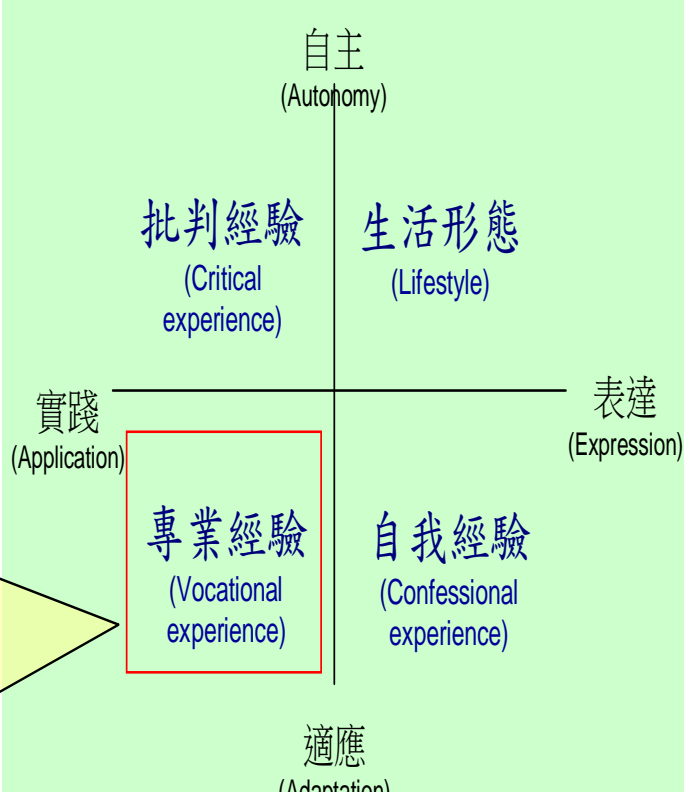 自主
(Autonomy)
批判經驗
(Critical
experience)
生活形態
(Lifestyle)
實踐
(Application)
表達
(Expression)
專業經驗
(Vocational
experience)
自我經驗
(Confessional
experience)
適應
(Adaptation)